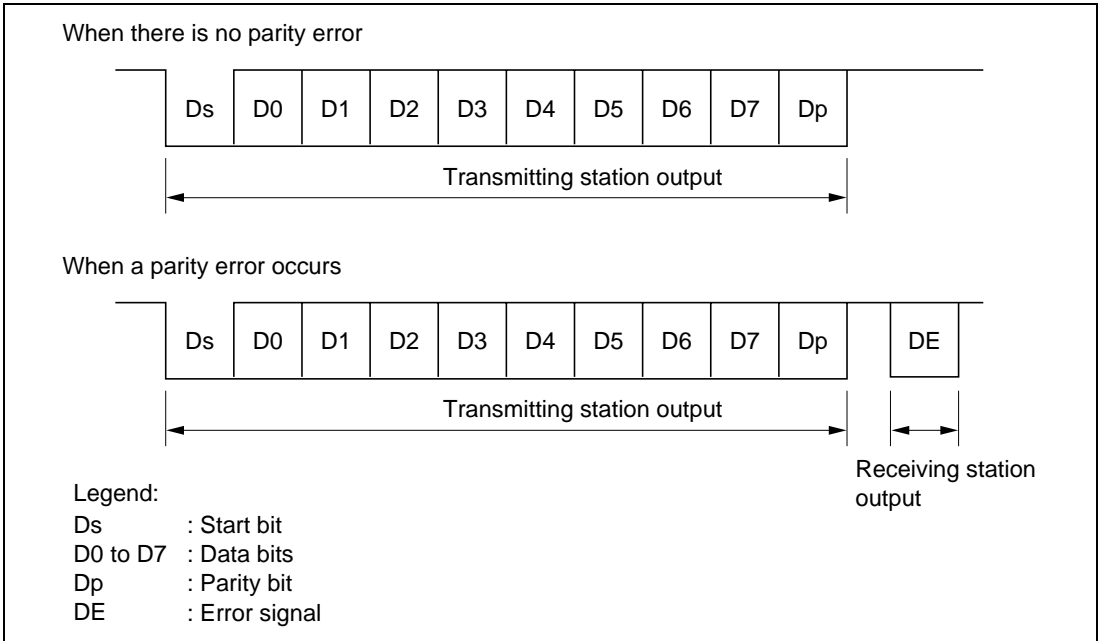 When there is no parity error
Ds D0 D1 D2 D3 D4 D5 D6 D7 Dp
Transmitting station output
When a parity error occurs
Ds D0 D1 D2 D3 D4 D5 D6 D7 Dp DE
Transmitting station output
Receiving station
output
Legend:
Ds : Start bit
D0 to D7 : Data bits
Dp : Parity bit
DE : Error signal